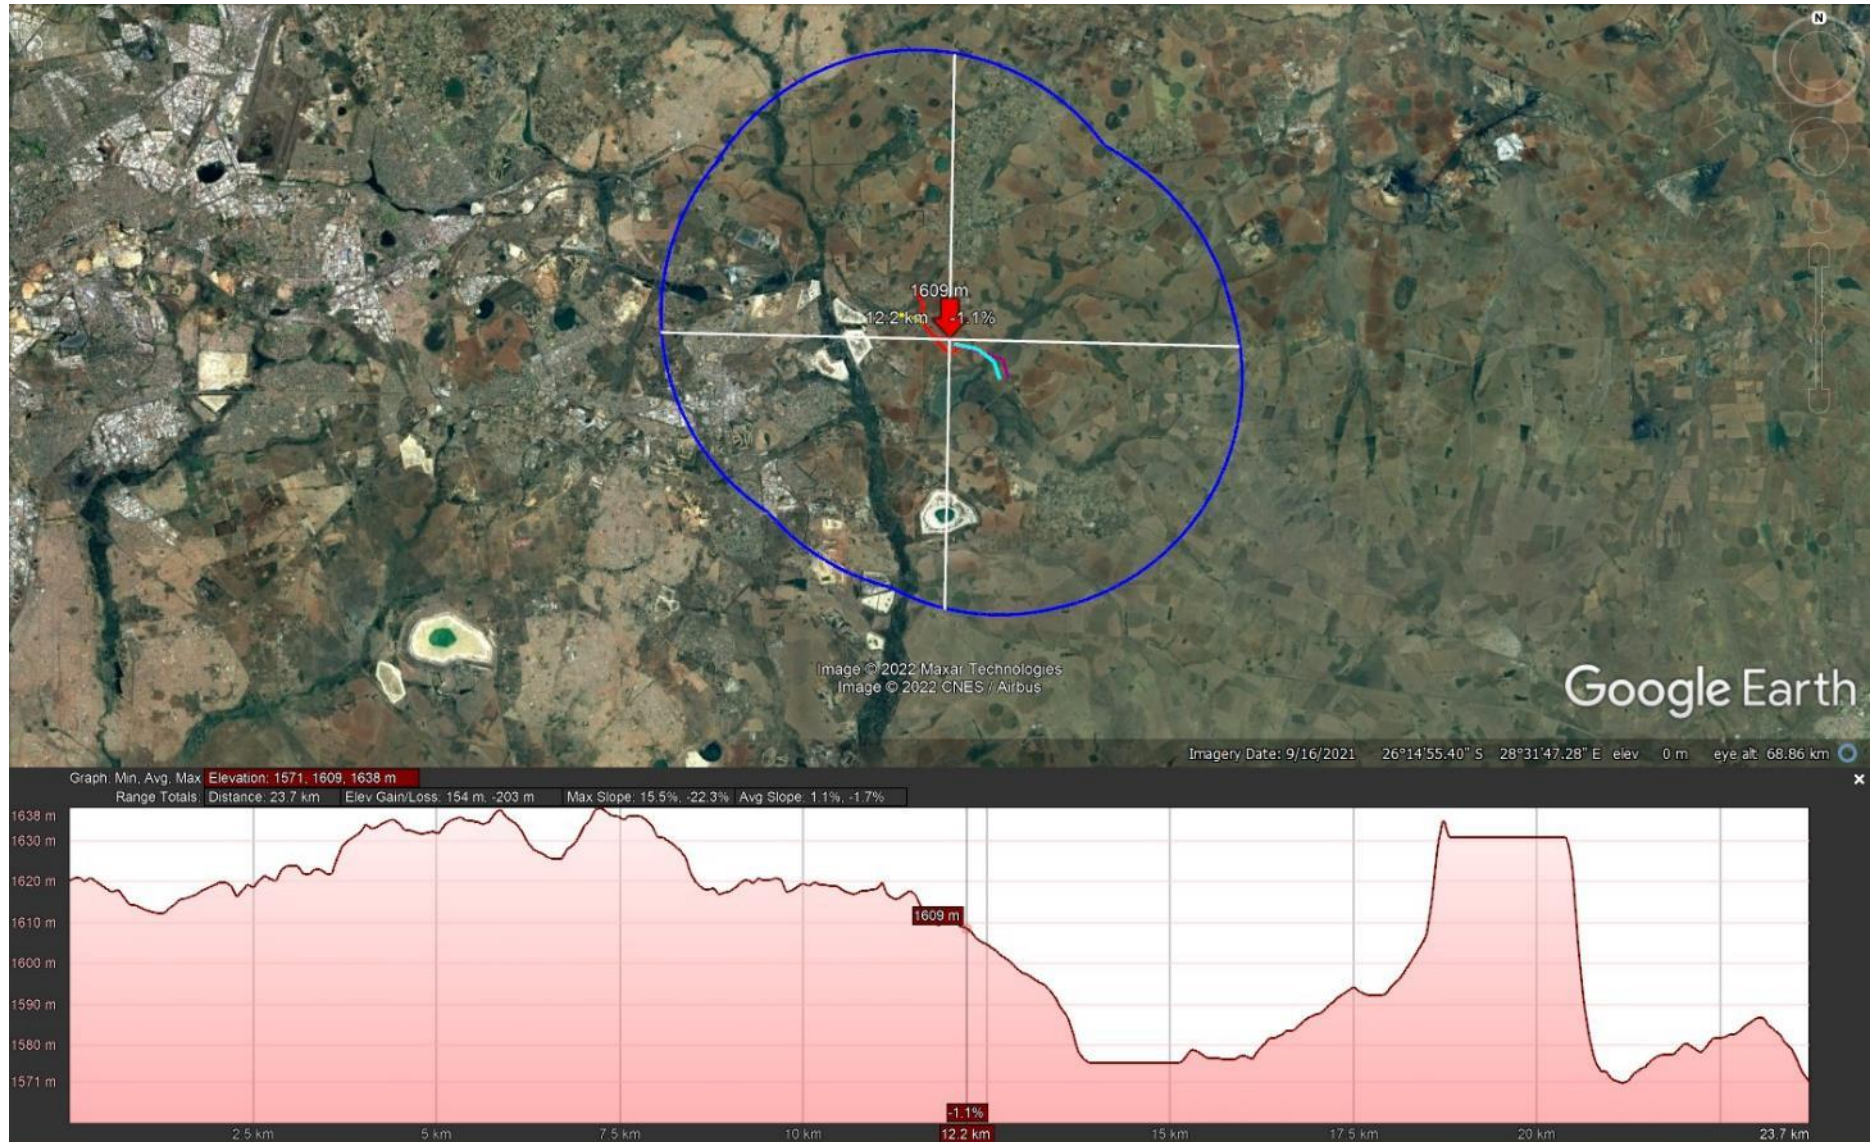 N
1609 m
12.2 km -1.1%
Image © 2022 Maxar Technologies
Image © 2022 CNES / Airbus
Google Earth
Imagery Date: 9/16/2021 26°14'55.40" S 28°31'47.28" E elev 0 m eye alt 68.86 km
Graph: Min, Avg, Max Elevation: 1571, 1609, 1638 m
Range Totals: Distance: 23.7 km Elev Gain/Loss: 154 m, -203 m Max Slope: 15.5%, -22.3% Avg Slope: 1.1%, -1.7%
1638 m
1630 m
1620 m
1610 m
1609 m
1600 m
1590 m
1580 m
1571 m
-1.1%
2.5 km 5 km 7.5 km 10 km 12.2 km 15 km 17.5 km 20 km 23.7 km